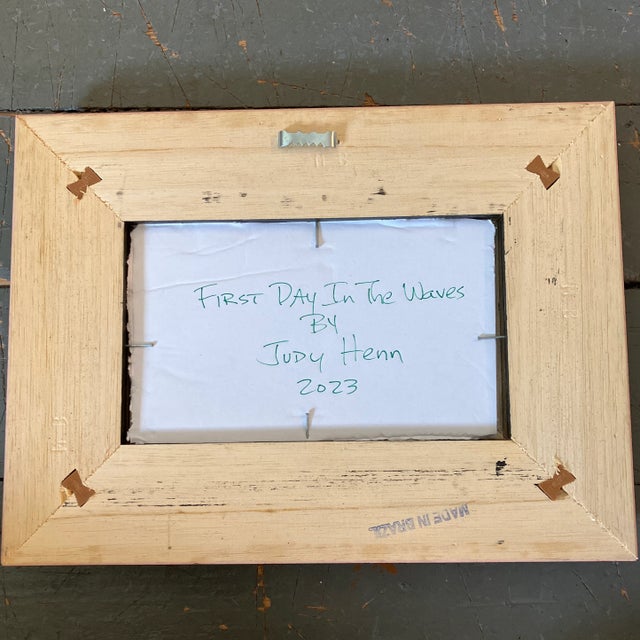 First Day In The Waves
By
Judy Henn
2023
MADE IN BRAZIL